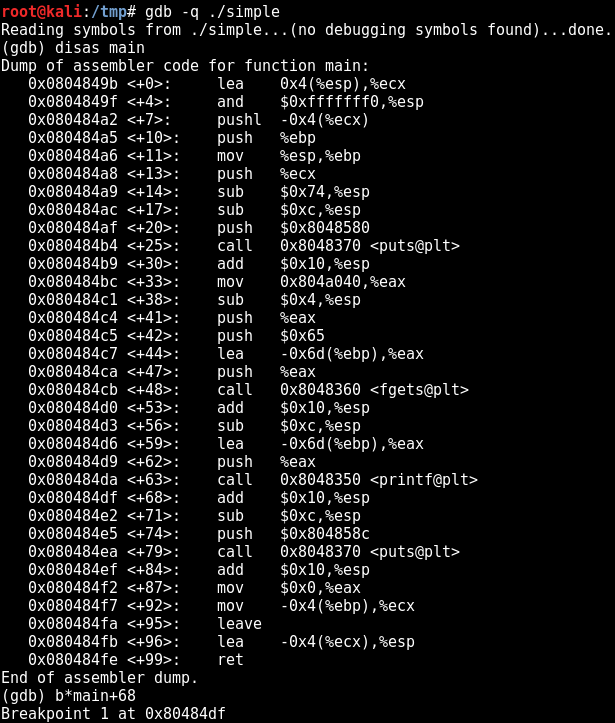 root@kali:/tmp# gdb -q ./simple
Reading symbols from ./simple...(no debugging symbols found)...done.
(gdb) disas main
Dump of assembler code for function main:
   0x0804849b <+0>:     lea    0x4(%esp),%ecx
   0x0804849f <+4>:     and    $0xfffffff0,%esp
   0x080484a2 <+7>:     pushl  -0x4(%ecx)
   0x080484a5 <+10>:    push   %ebp
   0x080484a6 <+11>:    mov    %esp,%ebp
   0x080484a8 <+13>:    push   %ecx
   0x080484a9 <+14>:    sub    $0x74,%esp
   0x080484ac <+17>:    sub    $0xc,%esp
   0x080484af <+20>:    push   $0x8048580
   0x080484b4 <+25>:    call   0x8048370 <puts@plt>
   0x080484b9 <+30>:    add    $0x10,%esp
   0x080484bc <+33>:    mov    0x804a040,%eax
   0x080484c1 <+38>:    sub    $0x4,%esp
   0x080484c4 <+41>:    push   %eax
   0x080484c5 <+42>:    push   $0x65
   0x080484c7 <+44>:    lea    -0x6d(%ebp),%eax
   0x080484ca <+47>:    push   %eax
   0x080484cb <+48>:    call   0x8048360 <fgets@plt>
   0x080484d0 <+53>:    add    $0x10,%esp
   0x080484d3 <+56>:    sub    $0xc,%esp
   0x080484d6 <+59>:    lea    -0x6d(%ebp),%eax
   0x080484d9 <+62>:    push   %eax
   0x080484da <+63>:    call   0x8048350 <printf@plt>
   0x080484df <+68>:    add    $0x10,%esp
   0x080484e2 <+71>:    sub    $0xc,%esp
   0x080484e5 <+74>:    push   $0x804858c
   0x080484ea <+79>:    call   0x8048370 <puts@plt>
   0x080484ef <+84>:    add    $0x10,%esp
   0x080484f2 <+87>:    mov    $0x0,%eax
   0x080484f7 <+92>:    mov    -0x4(%ebp),%ecx
   0x080484fa <+95>:    leave
   0x080484fb <+96>:    lea    -0x4(%ecx),%esp
   0x080484fe <+99>:    ret
End of assembler dump.
(gdb) b*main+68
Breakpoint 1 at 0x80484df